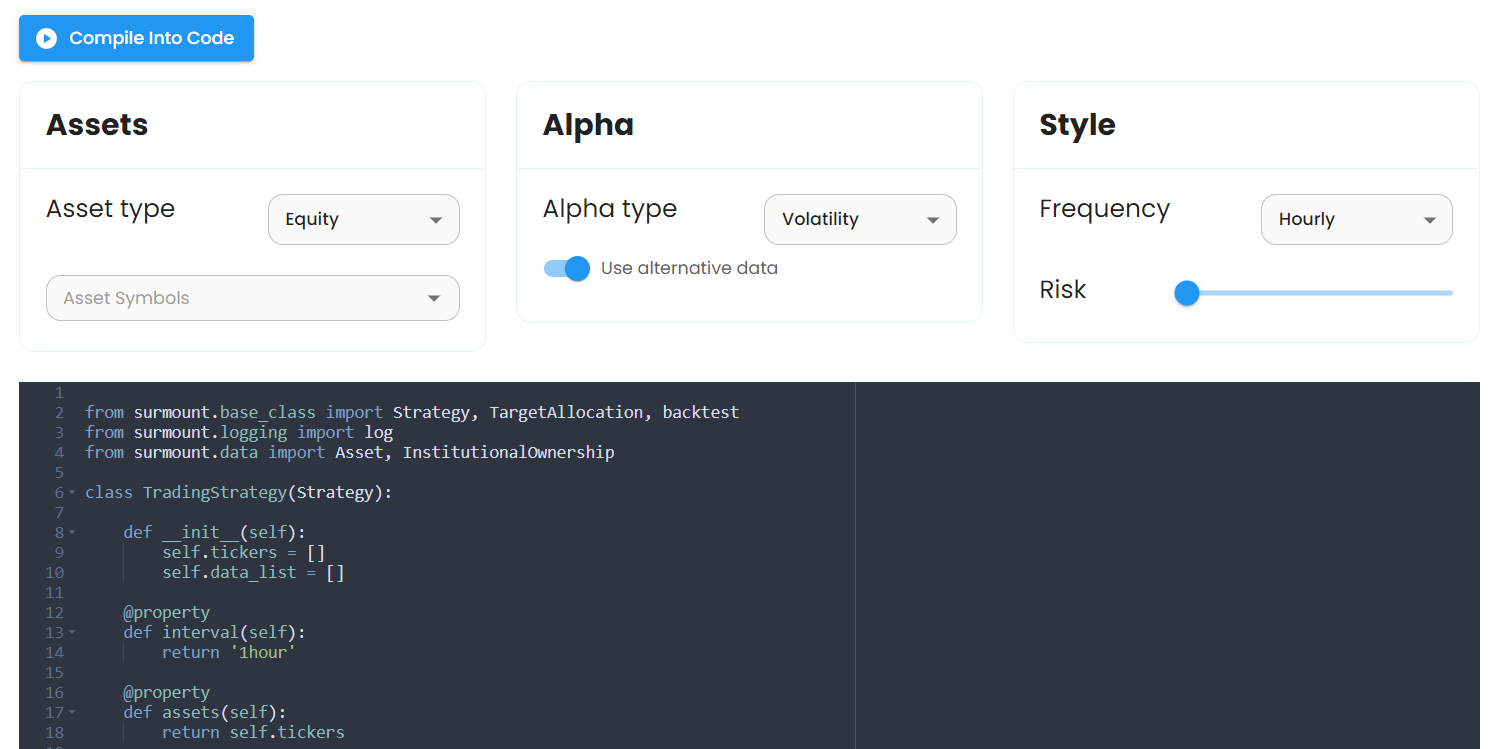 Compile Into Code
Assets
Asset type
Equity
Asset Symbols
Alpha
Alpha type
Volatility
Use alternative data
Style
Frequency
Hourly
Risk
1
2 from surmount.base_class import Strategy, TargetAllocation, backtest
3 from surmount.logging import log
4 from surmount.data import Asset, InstitutionalOwnership
5
6 class TradingStrategy(Strategy):
7
8     def __init__(self):
9         self.tickers = []
10         self.data_list = []
11
12     @property
13     def interval(self):
14         return '1hour'
15
16     @property
17     def assets(self):
18         return self.tickers